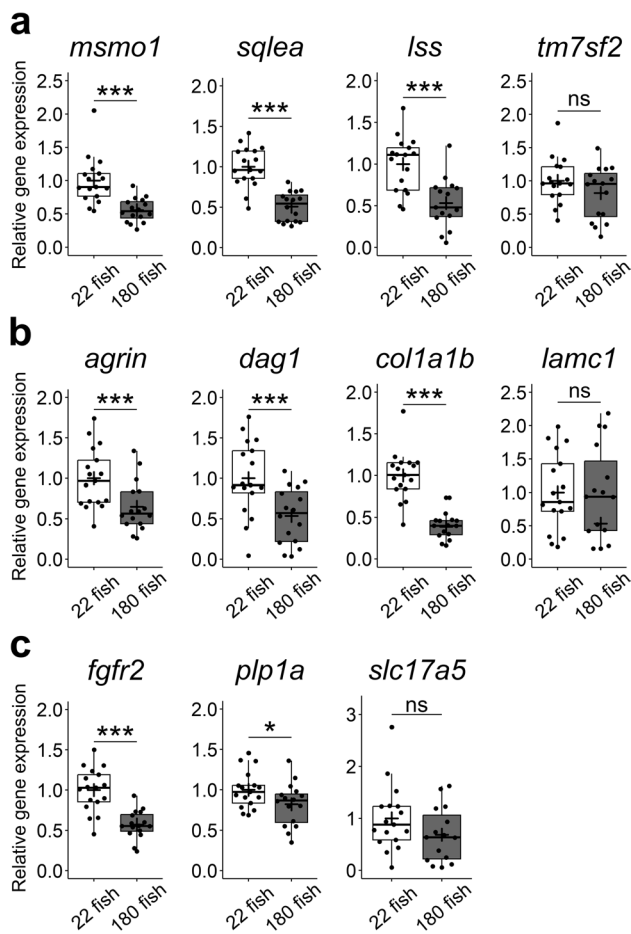 a
msmo1 sqlea lss tm7sf2
Relative gene expression
2.5 2.0 1.5 1.0 0.5 0.0
***
2.0 1.5 1.0 0.5 0.0
***
2.0 1.5 1.0 0.5 0.0
***
2.5 2.0 1.5 1.0 0.5 0.0
ns
22 fish 180 fish 22 fish 180 fish 22 fish 180 fish 22 fish 180 fish
b
agrin dag1 col1a1b lamc1
Relative gene expression
2.0 1.5 1.0 0.5 0.0
***
2.0 1.5 1.0 0.5 0.0
***
2.0 1.5 1.0 0.5 0.0
***
2.5 2.0 1.5 1.0 0.5 0.0
ns
22 fish 180 fish 22 fish 180 fish 22 fish 180 fish 22 fish 180 fish
c
fgfr2 plp1a slc17a5
Relative gene expression
2.0 1.5 1.0 0.5 0.0
***
2.0 1.5 1.0 0.5 0.0
*
3 2 1 0
ns
22 fish 180 fish 22 fish 180 fish 22 fish 180 fish